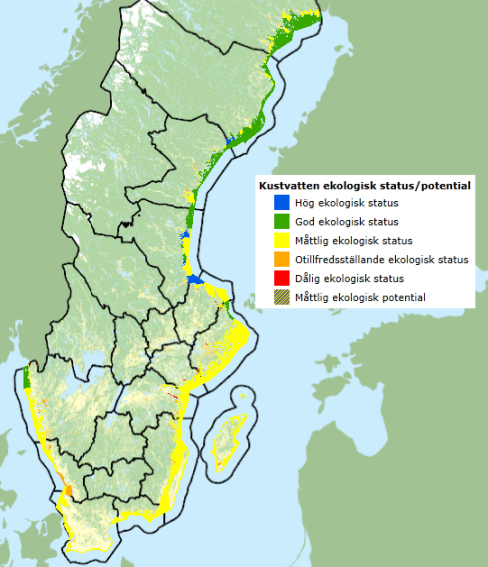 Kustvatten ekologisk status/potential
Hög ekologisk status
God ekologisk status
Måttlig ekologisk status
Otillfredsställande ekologisk status
Dålig ekologisk status
Måttlig ekologisk potential